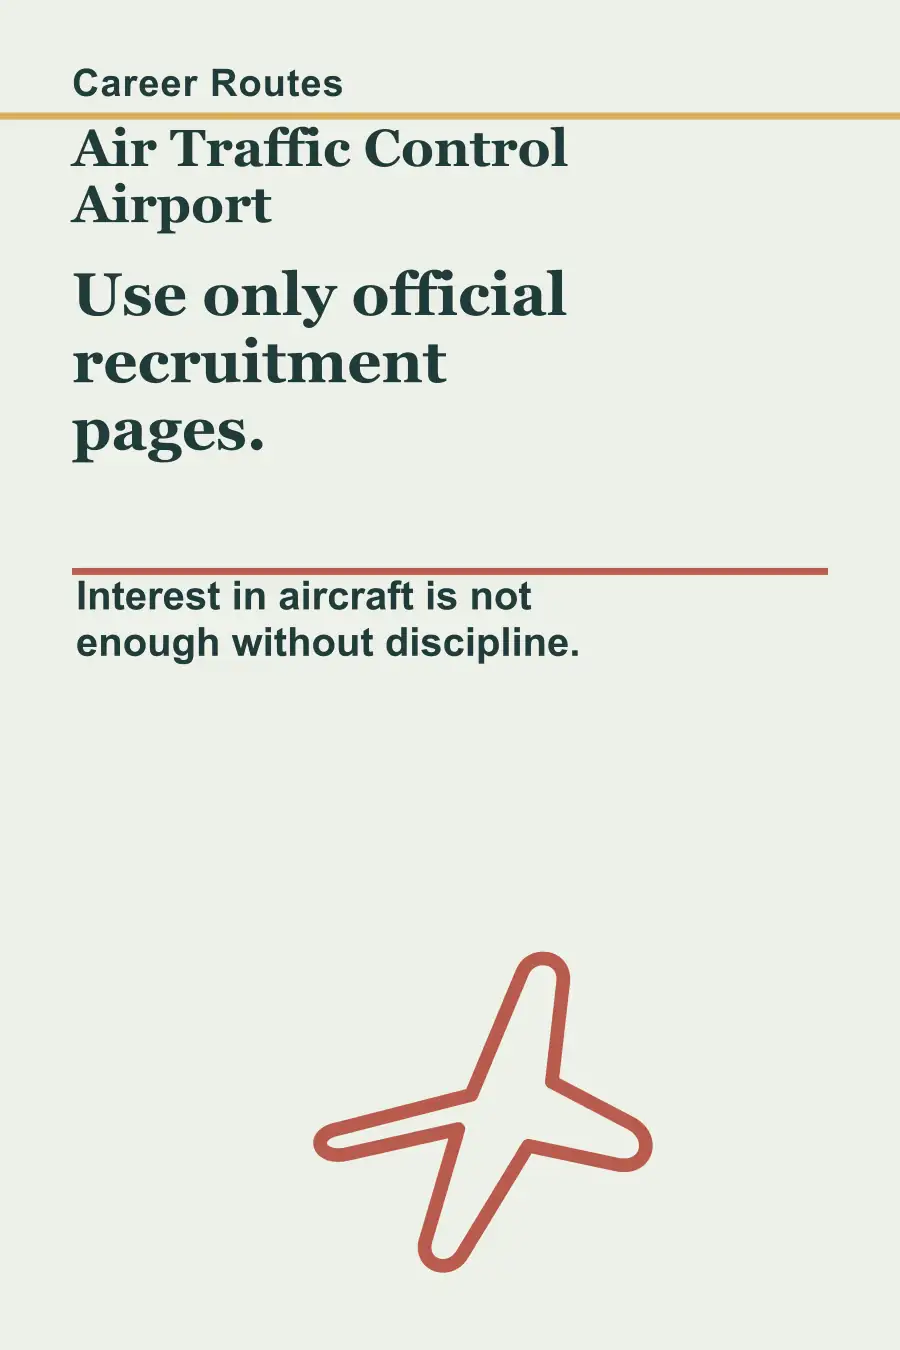 Career Routes
Air Traffic Control
Airport
Use only official
recruitment
pages.
Interest in aircraft is not
enough without discipline.